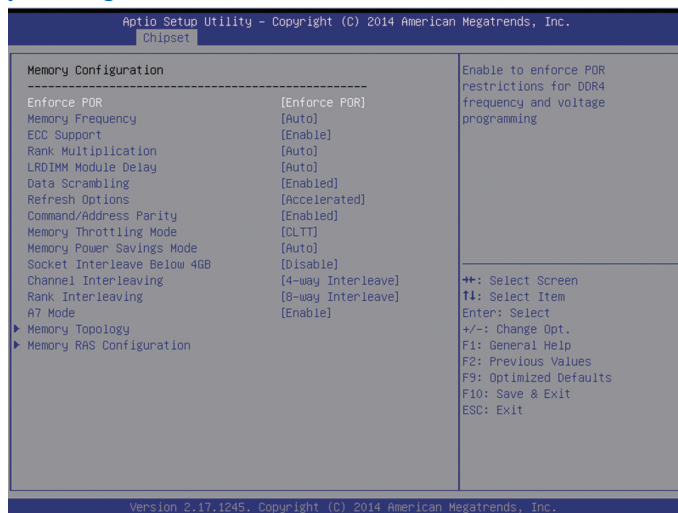 Aptio Setup Utility – Copyright (C) 2014 American Megatrends, Inc.
Chipset
Memory Configuration
Enforce POR [Enforce POR]
Memory Frequency [Auto]
ECC Support [Enable]
Rank Multiplication [Auto]
LRDIMM Module Delay [Auto]
Data Scrambling [Enabled]
Refresh Options [Accelerated]
Command/Address Parity [Enabled]
Memory Throttling Mode [CLTT]
Memory Power Savings Mode [Auto]
Socket Interleave Below 4GB [Disable]
Channel Interleaving [4-way Interleave]
Rank Interleaving [8-way Interleave]
A7 Mode [Enable]
Memory Topology
Memory RAS Configuration
Enable to enforce POR
restrictions for DDR4
frequency and voltage
programming
→←: Select Screen
↑↓: Select Item
Enter: Select
+/-: Change Opt.
F1: General Help
F2: Previous Values
F9: Optimized Defaults
F10: Save & Exit
ESC: Exit
Version 2.17.1245. Copyright (C) 2014 American Megatrends, Inc.